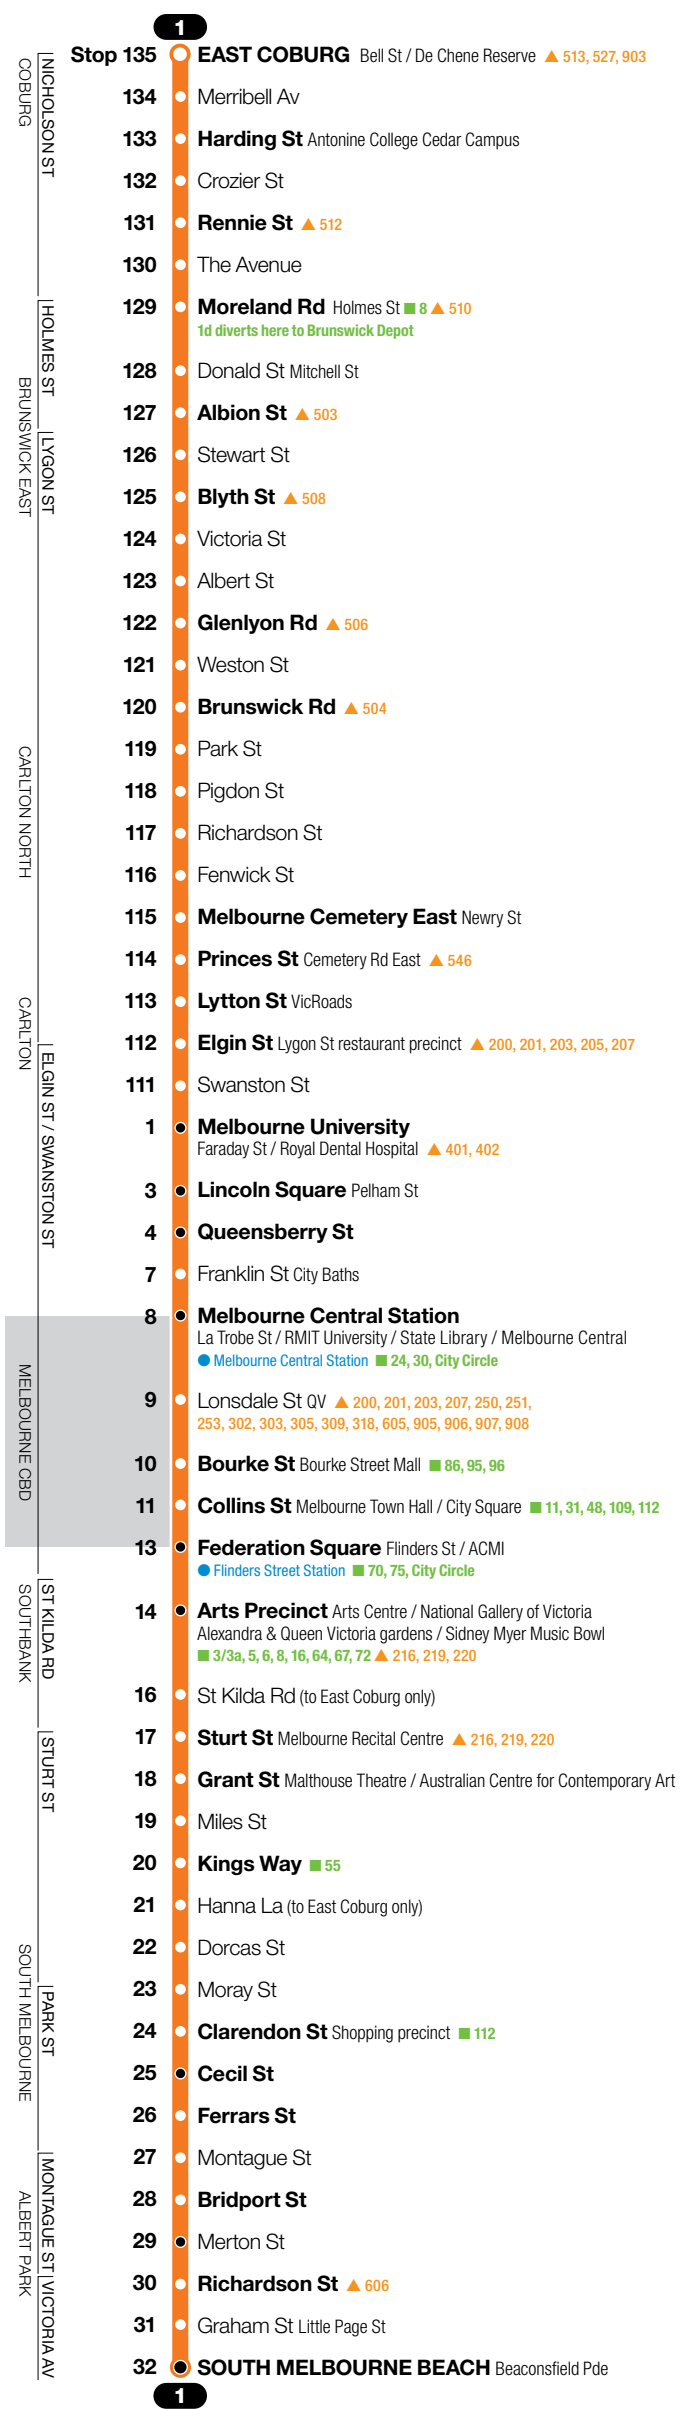 1
Stop 135 EAST COBURG Bell St / De Chene Reserve ▲ 513, 527, 903
134 Merribell Av
133 Harding St Antonine College Cedar Campus
132 Crozier St
131 Rennie St ▲ 512
130 The Avenue
129 Moreland Rd Holmes St ■ 8 ▲ 510
1d diverts here to Brunswick Depot
128 Donald St Mitchell St
127 Albion St ▲ 503
126 Stewart St
125 Blyth St ▲ 508
124 Victoria St
123 Albert St
122 Glenlyon Rd ▲ 506
121 Weston St
120 Brunswick Rd ▲ 504
119 Park St
118 Pigdon St
117 Richardson St
116 Fenwick St
115 Melbourne Cemetery East Newry St
114 Princes St Cemetery Rd East ▲ 546
113 Lytton St VicRoads
112 Elgin St Lygon St restaurant precinct ▲ 200, 201, 203, 205, 207
111 Swanston St
1 Melbourne University
Faraday St / Royal Dental Hospital ▲ 401, 402
3 Lincoln Square Pelham St
4 Queensberry St
7 Franklin St City Baths
8 Melbourne Central Station
La Trobe St / RMIT University / State Library / Melbourne Central
● Melbourne Central Station ■ 24, 30, City Circle
9 Lonsdale St QV ▲ 200, 201, 203, 207, 250, 251,
253, 302, 303, 305, 309, 318, 605, 905, 906, 907, 908
10 Bourke St Bourke Street Mall ■ 86, 95, 96
11 Collins St Melbourne Town Hall / City Square ■ 11, 31, 48, 109, 112
13 Federation Square Flinders St / ACMI
● Flinders Street Station ■ 70, 75, City Circle
14 Arts Precinct Arts Centre / National Gallery of Victoria
Alexandra & Queen Victoria gardens / Sidney Myer Music Bowl
■ 3/3a, 5, 6, 8, 16, 64, 67, 72 ▲ 216, 219, 220
16 St Kilda Rd (to East Coburg only)
17 Sturt St Melbourne Recital Centre ▲ 216, 219, 220
18 Grant St Malthouse Theatre / Australian Centre for Contemporary Art
19 Miles St
20 Kings Way ■ 55
21 Hanna La (to East Coburg only)
22 Dorcas St
23 Moray St
24 Clarendon St Shopping precinct ■ 112
25 Cecil St
26 Ferrars St
27 Montague St
28 Bridport St
29 Merton St
30 Richardson St ▲ 606
31 Graham St Little Page St
32 SOUTH MELBOURNE BEACH Beaconsfield Pde
1
NICHOLSON ST
HOLMES ST
LYGON ST
ELGIN ST / SWANSTON ST
ST KILDA RD
STURT ST
PARK ST
MONTAGUE ST
VICTORIA AV
COBURG
BRUNSWICK EAST
CARLTON NORTH
CARLTON
MELBOURNE CBD
SOUTHBANK
SOUTH MELBOURNE
ALBERT PARK